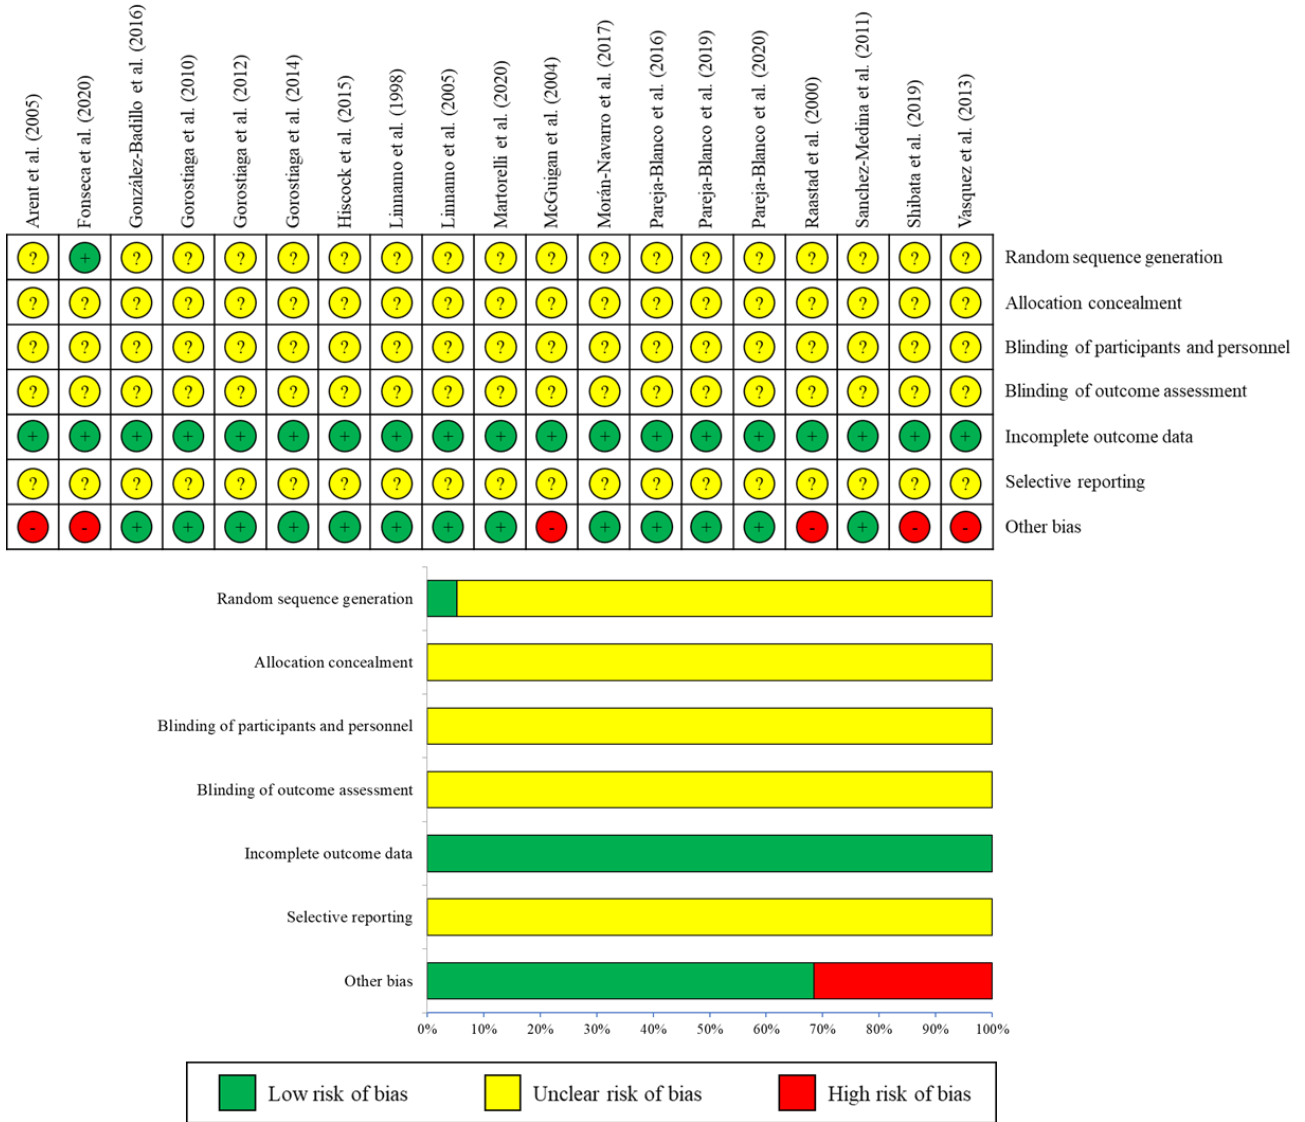 Arent et al. (2005)
Fonseca et al. (2020)
González-Badillo et al. (2016)
Gorostiaga et al. (2010)
Gorostiaga et al. (2012)
Gorostiaga et al. (2014)
Hiscock et al. (2015)
Linnamo et al. (1998)
Linnamo et al. (2005)
Martorelli et al. (2020)
McGuigan et al. (2004)
Morán-Navarro et al. (2017)
Pareja-Blanco et al. (2016)
Pareja-Blanco et al. (2019)
Pareja-Blanco et al. (2020)
Raastad et al. (2000)
Sanchez-Medina et al. (2011)
Shibata et al. (2019)
Vasquez et al. (2013)
? + ? ? ? ? ? ? ? ? ? ? ? ? ? ? ? ? ? Random sequence generation
? ? ? ? ? ? ? ? ? ? ? ? ? ? ? ? ? ? ? Allocation concealment
? ? ? ? ? ? ? ? ? ? ? ? ? ? ? ? ? ? ? Blinding of participants and personnel
? ? ? ? ? ? ? ? ? ? ? ? ? ? ? ? ? ? ? Blinding of outcome assessment
+ + + + + + + + + + + + + + + + + + + Incomplete outcome data
? ? ? ? ? ? ? ? ? ? ? ? ? ? ? ? ? ? ? Selective reporting
- - + + + + + + + + - + + + + - + - - Other bias
Random sequence generation
Allocation concealment
Blinding of participants and personnel
Blinding of outcome assessment
Incomplete outcome data
Selective reporting
Other bias
0% 10% 20% 30% 40% 50% 60% 70% 80% 90% 100%
Low risk of bias Unclear risk of bias High risk of bias